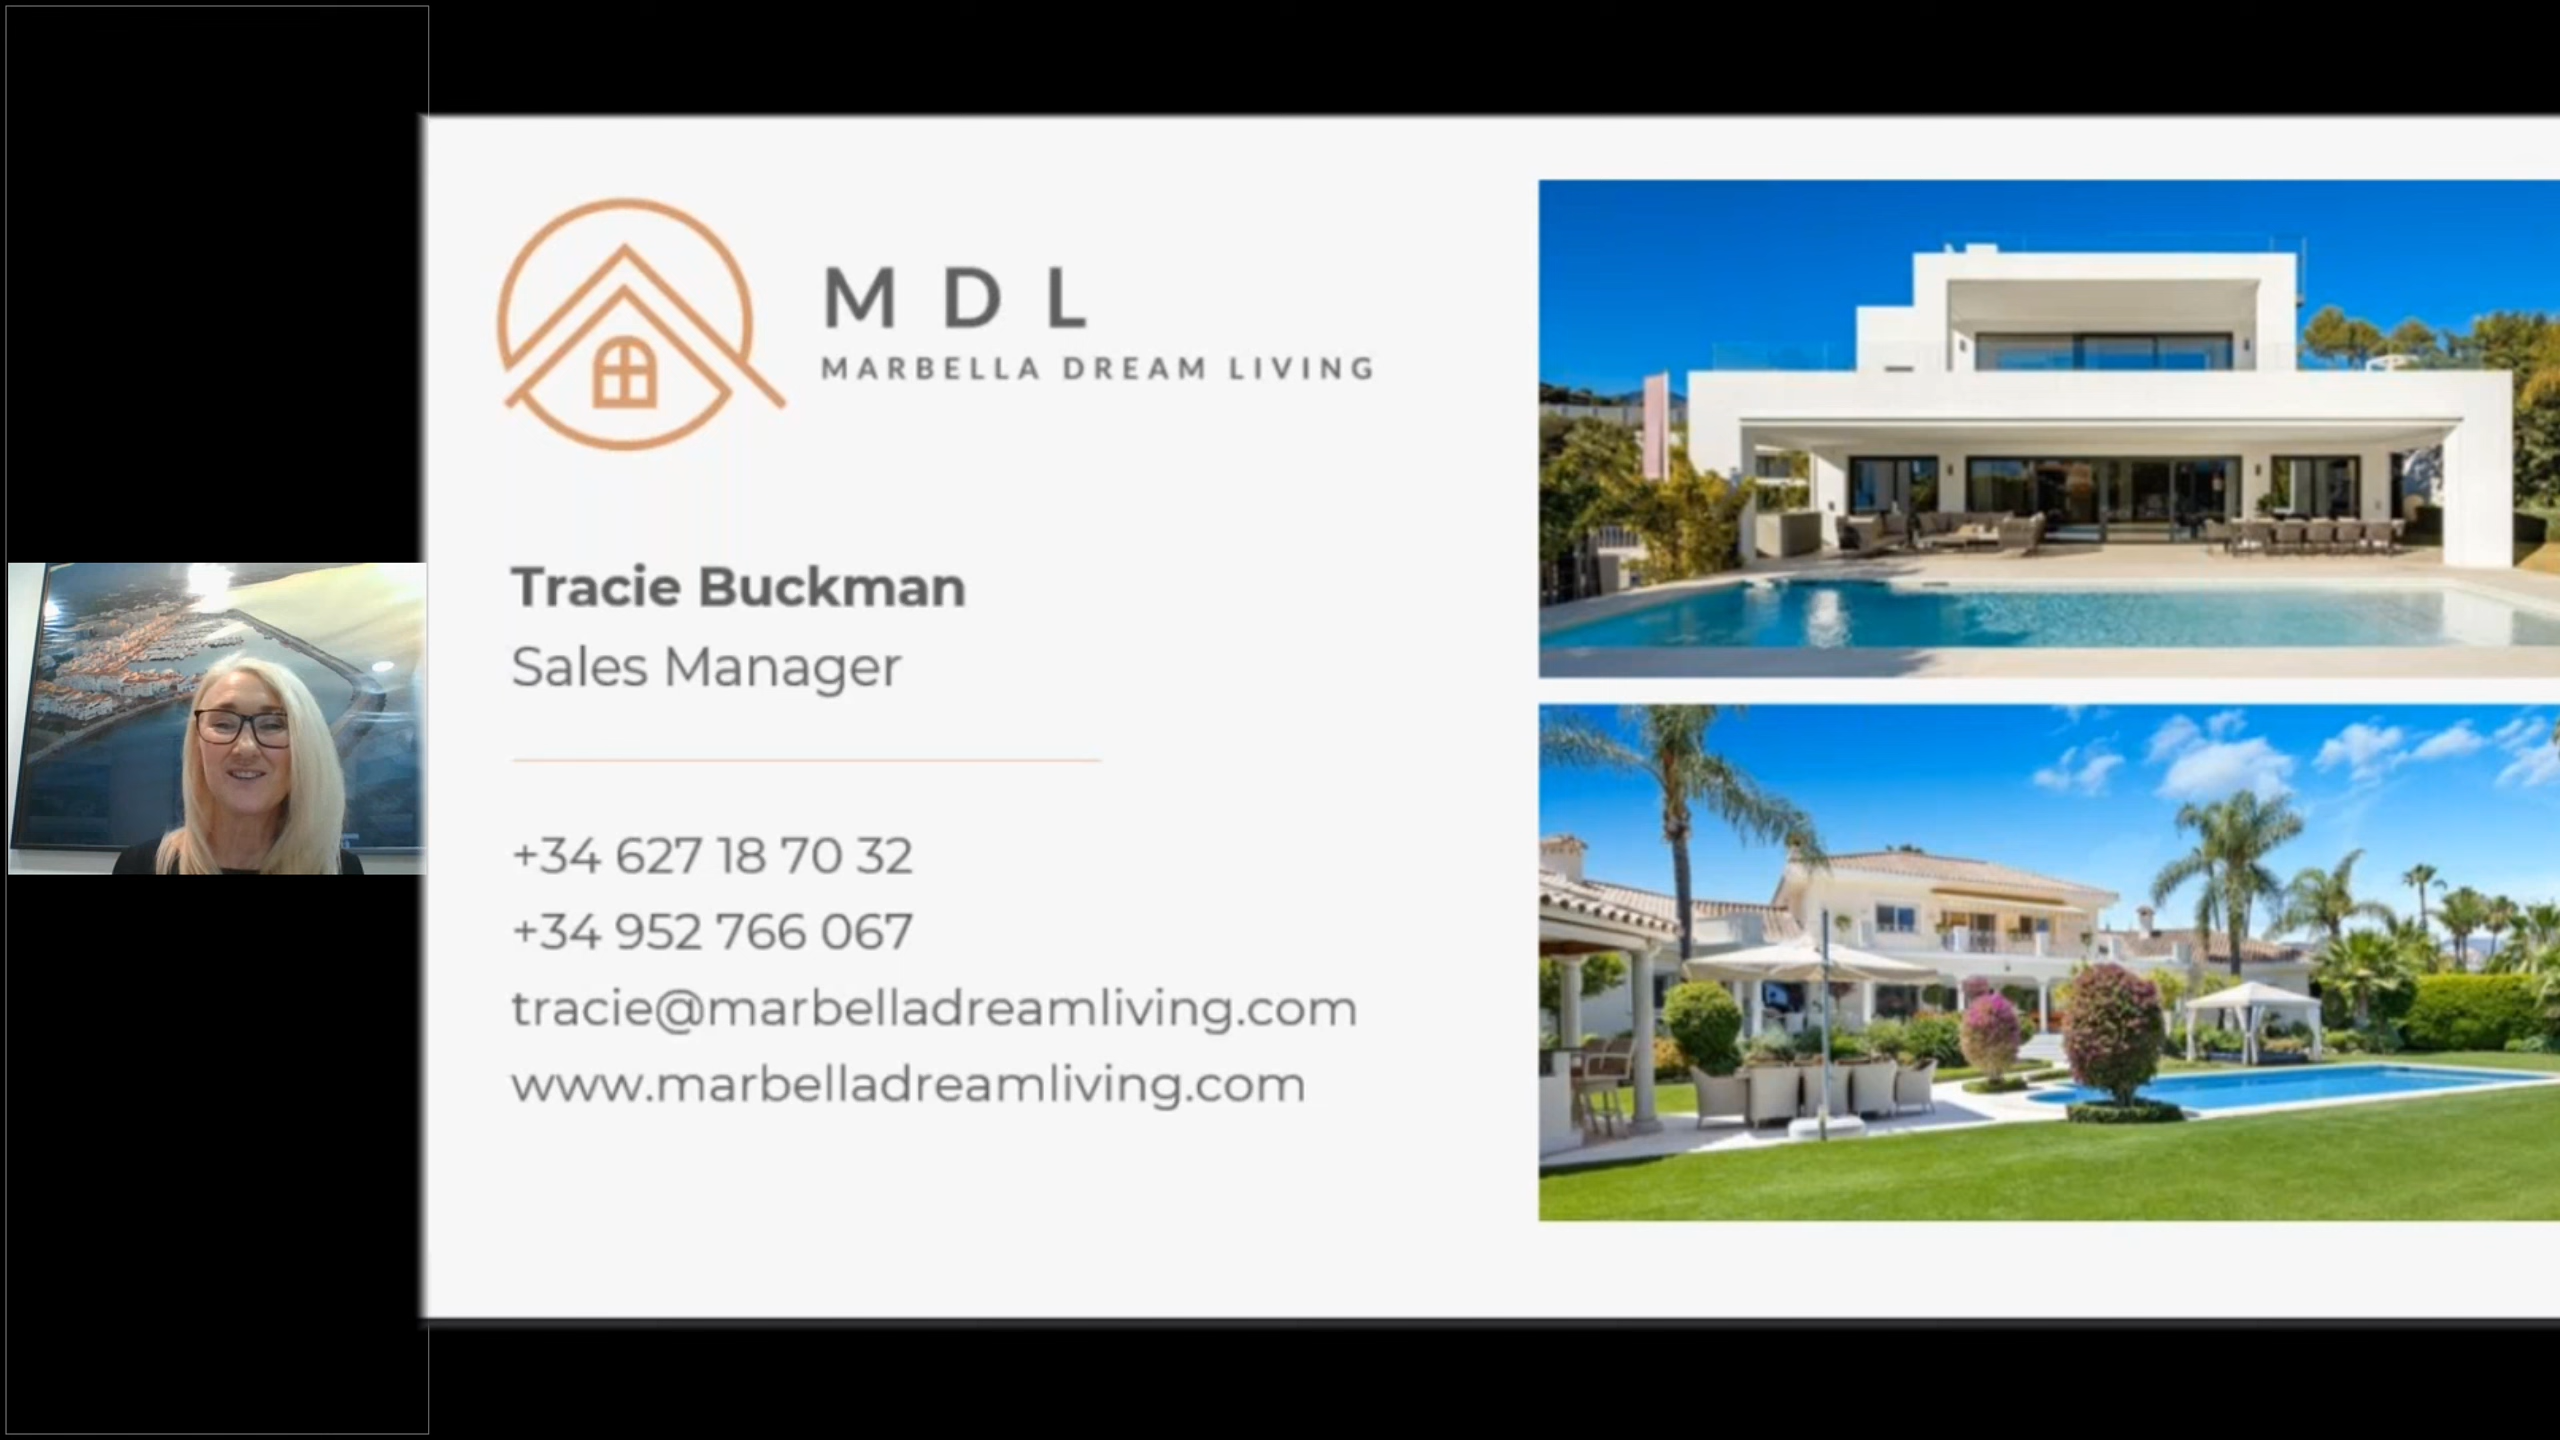 M D L
MARBELLA DREAM LIVING
Tracie Buckman
Sales Manager
+34 627 18 70 32
+34 952 766 067
tracie@marbelladreamliving.com
www.marbelladreamliving.com